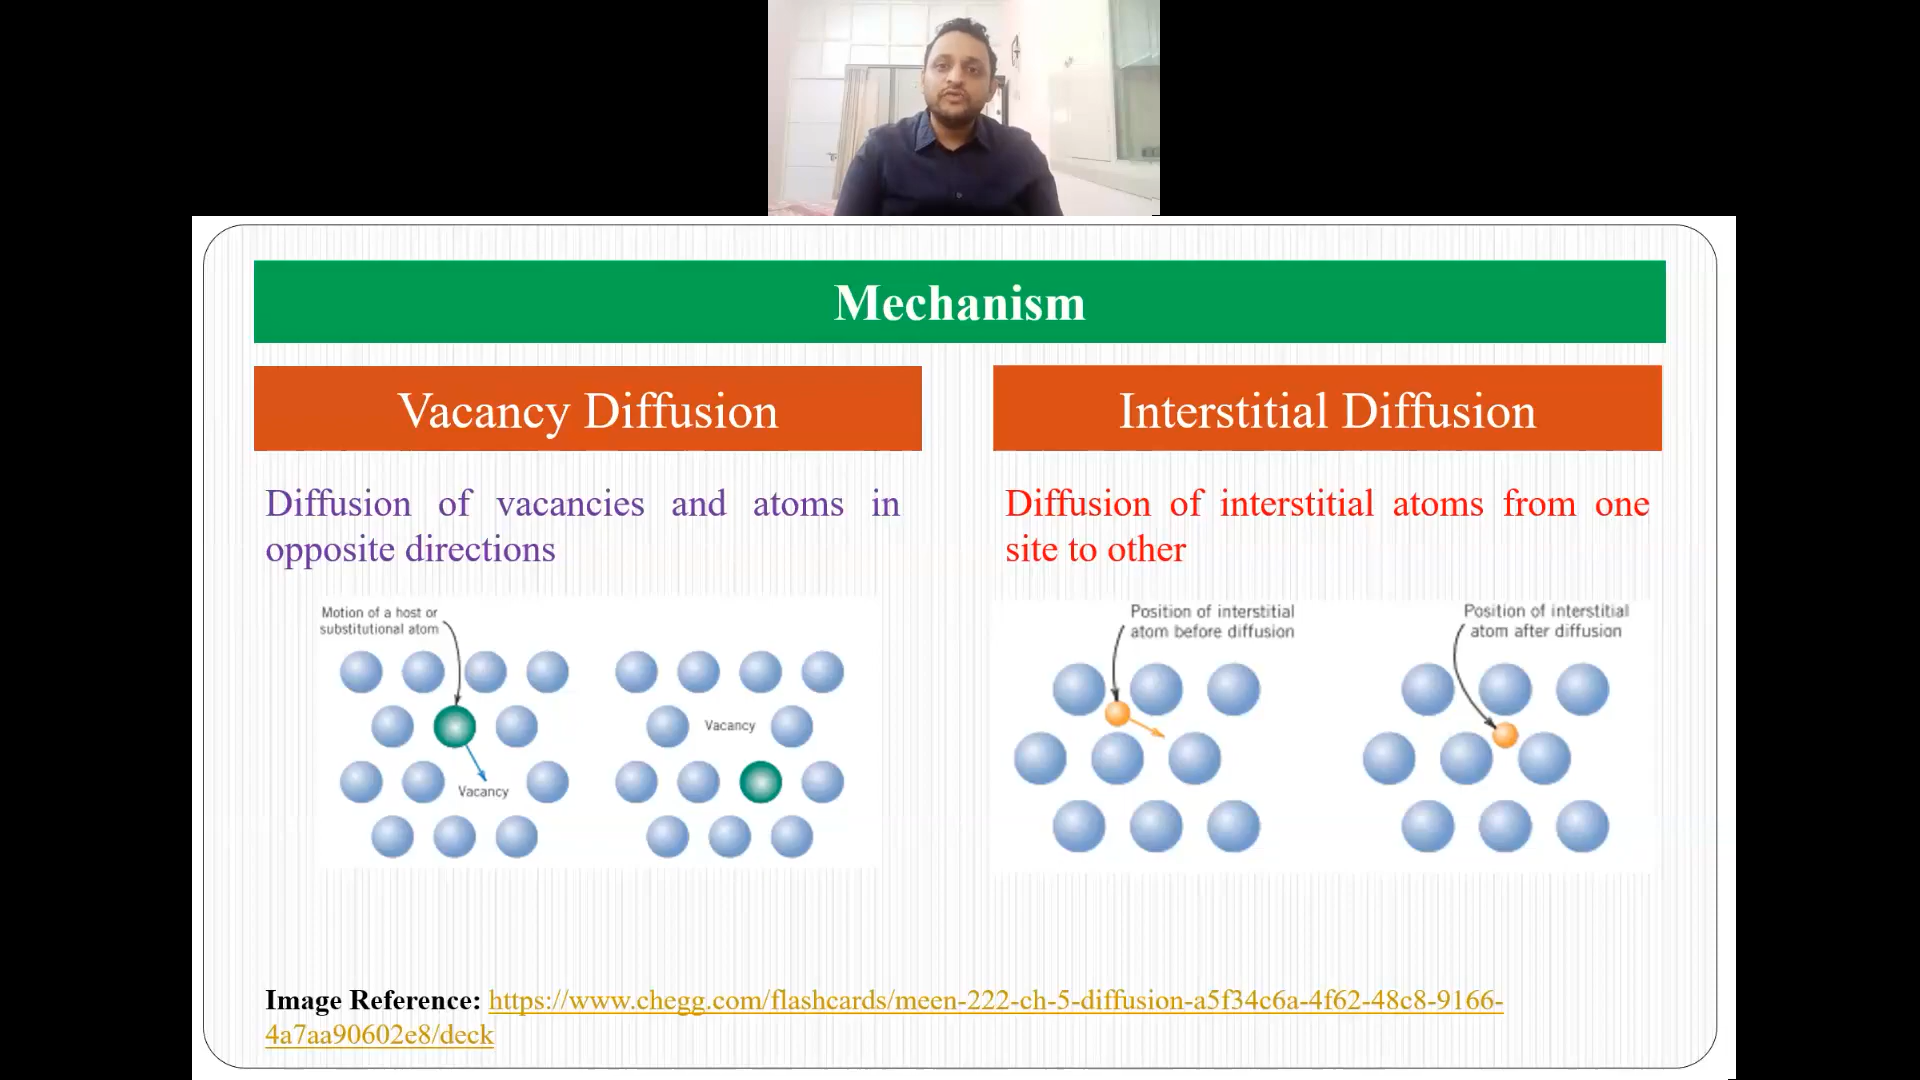 Mechanism
Vacancy Diffusion
Interstitial Diffusion
Diffusion of vacancies and atoms in
opposite directions
Diffusion of interstitial atoms from one
site to other
Motion of a host or
substitutional atom
Vacancy
Vacancy
Position of interstitial
atom before diffusion
Position of interstitial
atom after diffusion
Image Reference: https://www.chegg.com/flashcards/meen-222-ch-5-diffusion-a5f34c6a-4f62-48c8-9166-
4a7aa90602e8/deck